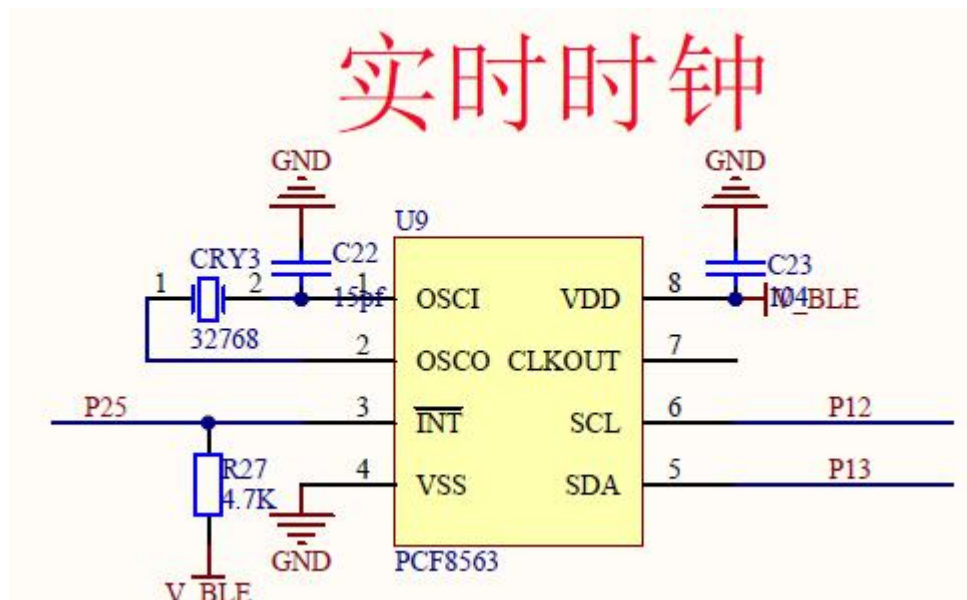 实时时钟
GND
GND
U9
CRY3
C22
C23
1
2
15pf
1
OSCI
VDD
8
104
V_BLE
32768
2
OSCO
CLKOUT
7
P25
3
INT
SCL
6
P12
R27
4.7K
4
VSS
SDA
5
P13
GND
PCF8563
V_BLE